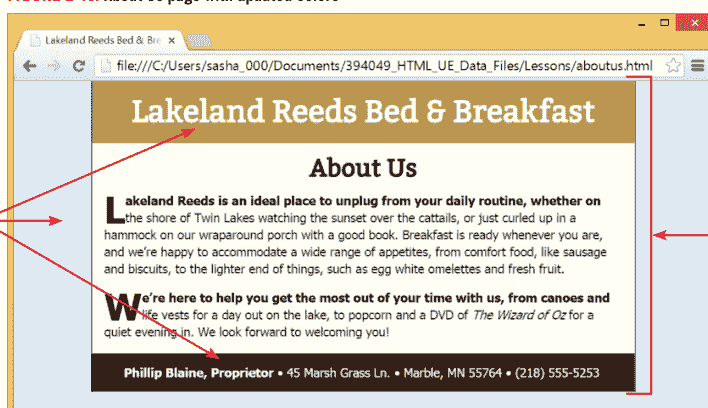 FIGURE 2-16: About Us page with updated colors
Lakeland Reeds Bed & Bre
file:///C:/Users/sasha_000/Documents/394049_HTML_UE_Data_Files/Lessons/aboutus.html
Lakeland Reeds Bed & Breakfast
About Us
Lakeland Reeds is an ideal place to unplug from your daily routine, whether on
the shore of Twin Lakes watching the sunset over the cattails, or just curled up in a
hammock on our wraparound porch with a good book. Breakfast is ready whenever you are,
and we're happy to accommodate a wide range of appetites, from comfort food, like sausage
and biscuits, to the lighter end of things, such as egg white omelettes and fresh fruit.
We're here to help you get the most out of your time with us, from canoes and
life vests for a day out on the lake, to popcorn and a DVD of The Wizard of Oz for a
quiet evening in. We look forward to welcoming you!
Phillip Blaine, Proprietor • 45 Marsh Grass Ln. • Marble, MN 55764 • (218) 555-5253